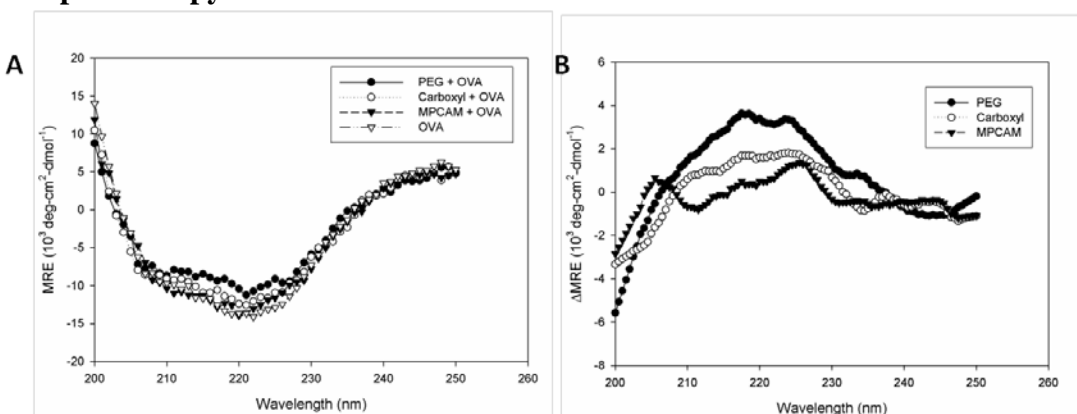 A
MRE (10³ deg-cm²-dmol⁻¹)
20
15
10
5
0
-5
-10
-15
-20
200 210 220 230 240 250 260
Wavelength (nm)
PEG + OVA
Carboxyl + OVA
MPCAM + OVA
OVA
B
ΔMRE (10³ deg-cm²-dmol⁻¹)
6
4
2
0
-2
-4
-6
-8
200 210 220 230 240 250 260
Wavelength (nm)
PEG
Carboxyl
MPCAM